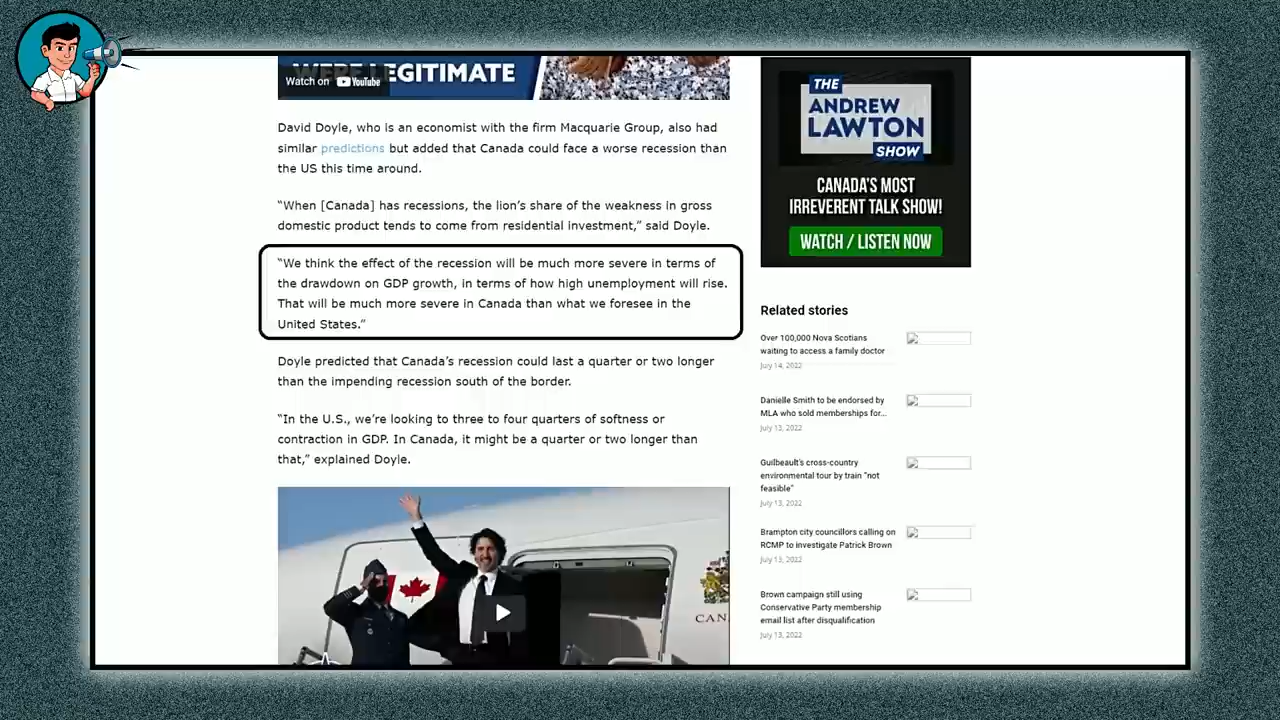 WERE LEGITIMATE
Watch on YouTube
David Doyle, who is an economist with the firm Macquarie Group, also had
similar predictions but added that Canada could face a worse recession than
the US this time around.
“When [Canada] has recessions, the lion’s share of the weakness in gross
domestic product tends to come from residential investment,” said Doyle.
“We think the effect of the recession will be much more severe in terms of
the drawdown on GDP growth, in terms of how high unemployment will rise.
That will be much more severe in Canada than what we foresee in the
United States.”
Doyle predicted that Canada’s recession could last a quarter or two longer
than the impending recession south of the border.
“In the U.S., we’re looking to three to four quarters of softness or
contraction in GDP. In Canada, it might be a quarter or two longer than
that,” explained Doyle.
CAN
THE
ANDREW
LAWTON
SHOW
CANADA'S MOST
IRREVERENT TALK SHOW!
WATCH / LISTEN NOW
Related stories
Over 100,000 Nova Scotians
waiting to access a family doctor
July 14, 2022
Danielle Smith to be endorsed by
MLA who sold memberships for...
July 13, 2022
Guilbeault’s cross-country
environmental tour by train “not
feasible”
July 13, 2022
Brampton city councillors calling on
RCMP to investigate Patrick Brown
July 13, 2022
Brown campaign still using
Conservative Party membership
email list after disqualification
July 13, 2022